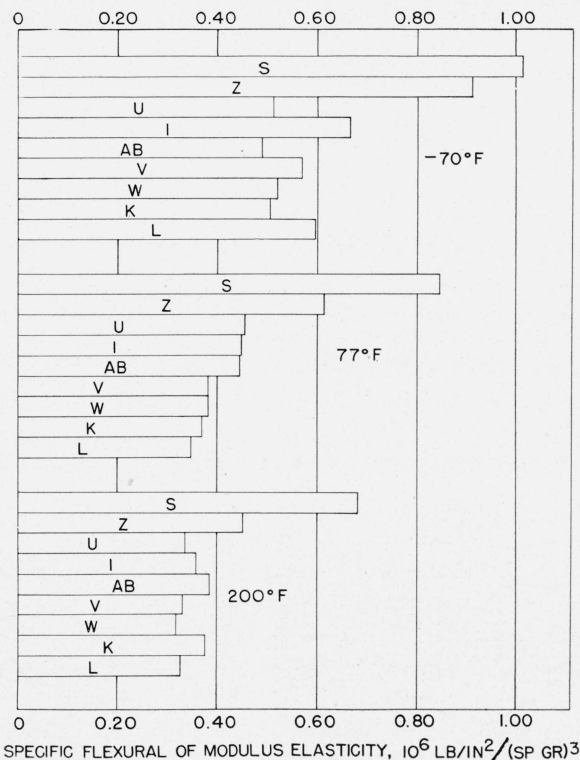 0 0.20 0.40 0.60 0.80 1.00
S
Z
U
I
AB
V
W
K
L
-70°F
S
Z
U
I
AB
V
W
K
L
77°F
S
Z
U
I
AB
V
W
K
L
200°F
0 0.20 0.40 0.60 0.80 1.00
SPECIFIC FLEXURAL OF MODULUS ELASTICITY, 10⁶ LB/IN²/(SP GR)³